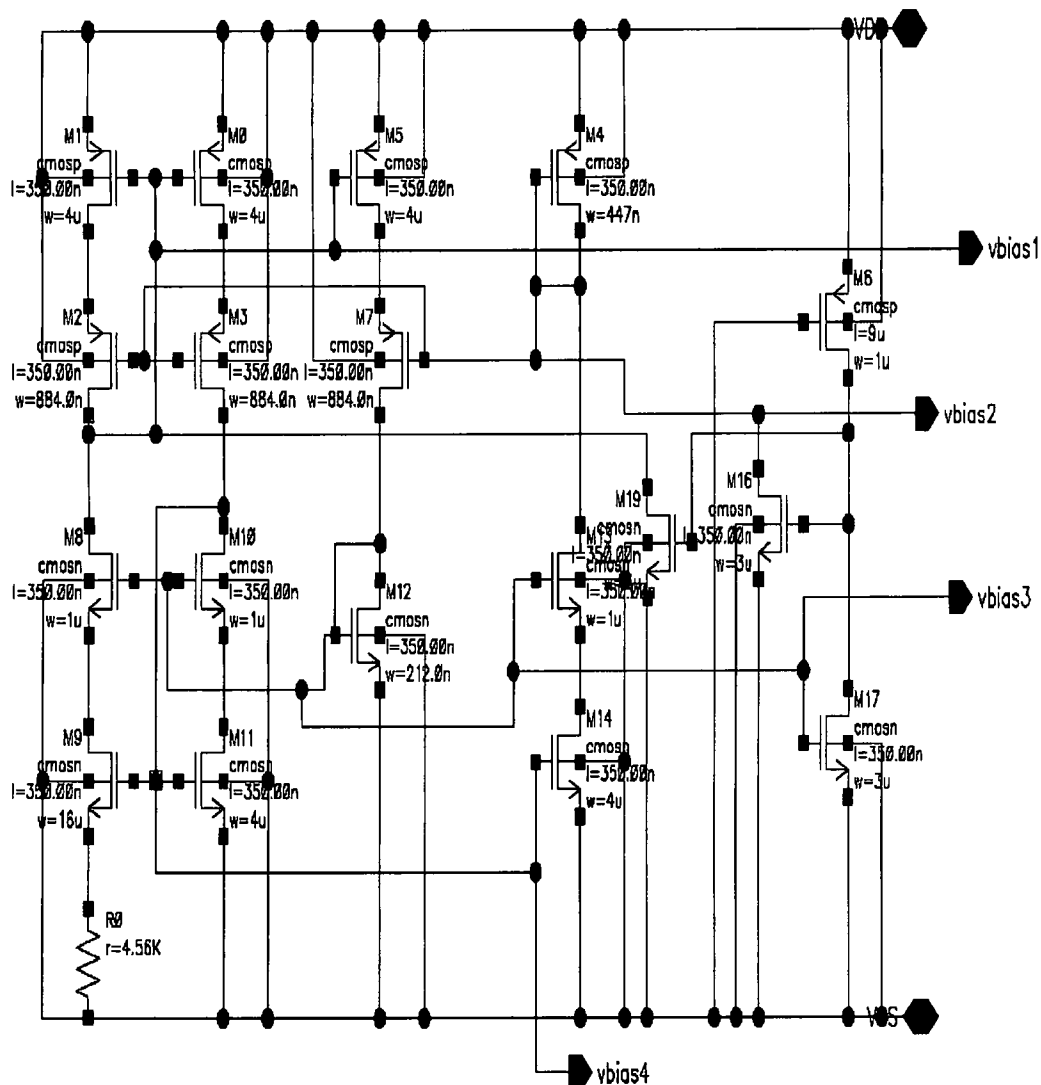 VD
M1
cmosp
l=350.00n
w=4u
M0
cmosp
l=350.00n
w=4u
M5
cmosp
l=350.00n
w=4u
M4
cmosp
l=350.00n
w=447n
vbias1
M2
cmosp
l=350.00n
w=884.0n
M3
cmosp
l=350.00n
w=884.0n
M7
cmosp
l=350.00n
w=884.0n
M6
cmosp
l=9u
w=1u
vbias2
M8
cmosn
l=350.00n
w=1u
M10
cmosn
l=350.00n
w=1u
M12
cmosn
l=350.00n
w=212.0n
M13
cmosn
l=350.00n
w=1u
M19
cmosn
l=350.00n
M16
cmosn
l=350.00n
w=3u
vbias3
M9
cmosn
l=350.00n
w=16u
M11
cmosn
l=350.00n
w=4u
M14
cmosn
l=350.00n
w=4u
M17
cmosn
l=350.00n
w=3u
R0
r=4.56K
vbias4